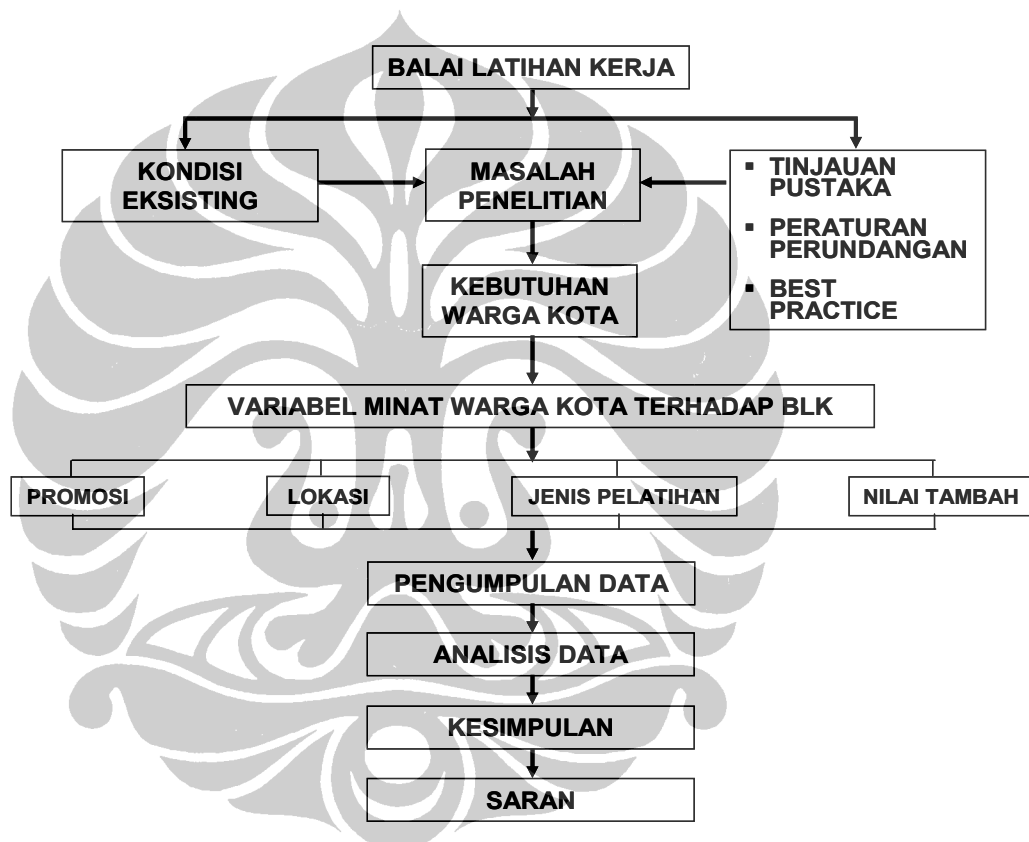 BALAI LATIHAN KERJA
KONDISI
EKSISTING
MASALAH
PENELITIAN
▪ TINJAUAN
PUSTAKA
▪ PERATURAN
PERUNDANGAN
▪ BEST
PRACTICE
KEBUTUHAN
WARGA KOTA
VARIABEL MINAT WARGA KOTA TERHADAP BLK
PROMOSI
LOKASI
JENIS PELATIHAN
NILAI TAMBAH
PENGUMPULAN DATA
ANALISIS DATA
KESIMPULAN
SARAN